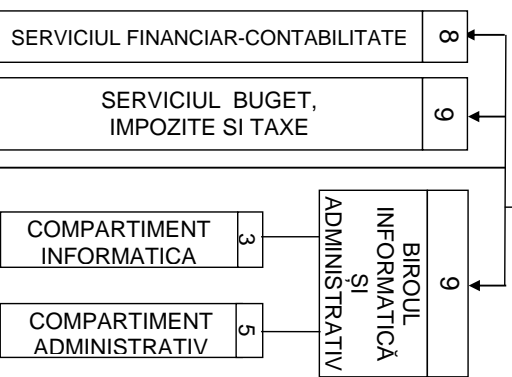 SERVICIUL FINANCIAR-CONTABILITATE
8
SERVICIUL BUGET,
IMPOZITE SI TAXE
9
BIROUL
INFORMATICĂ
ȘI
ADMINISTRATIV
9
COMPARTIMENT
INFORMATICA
3
COMPARTIMENT
ADMINISTRATIV
5